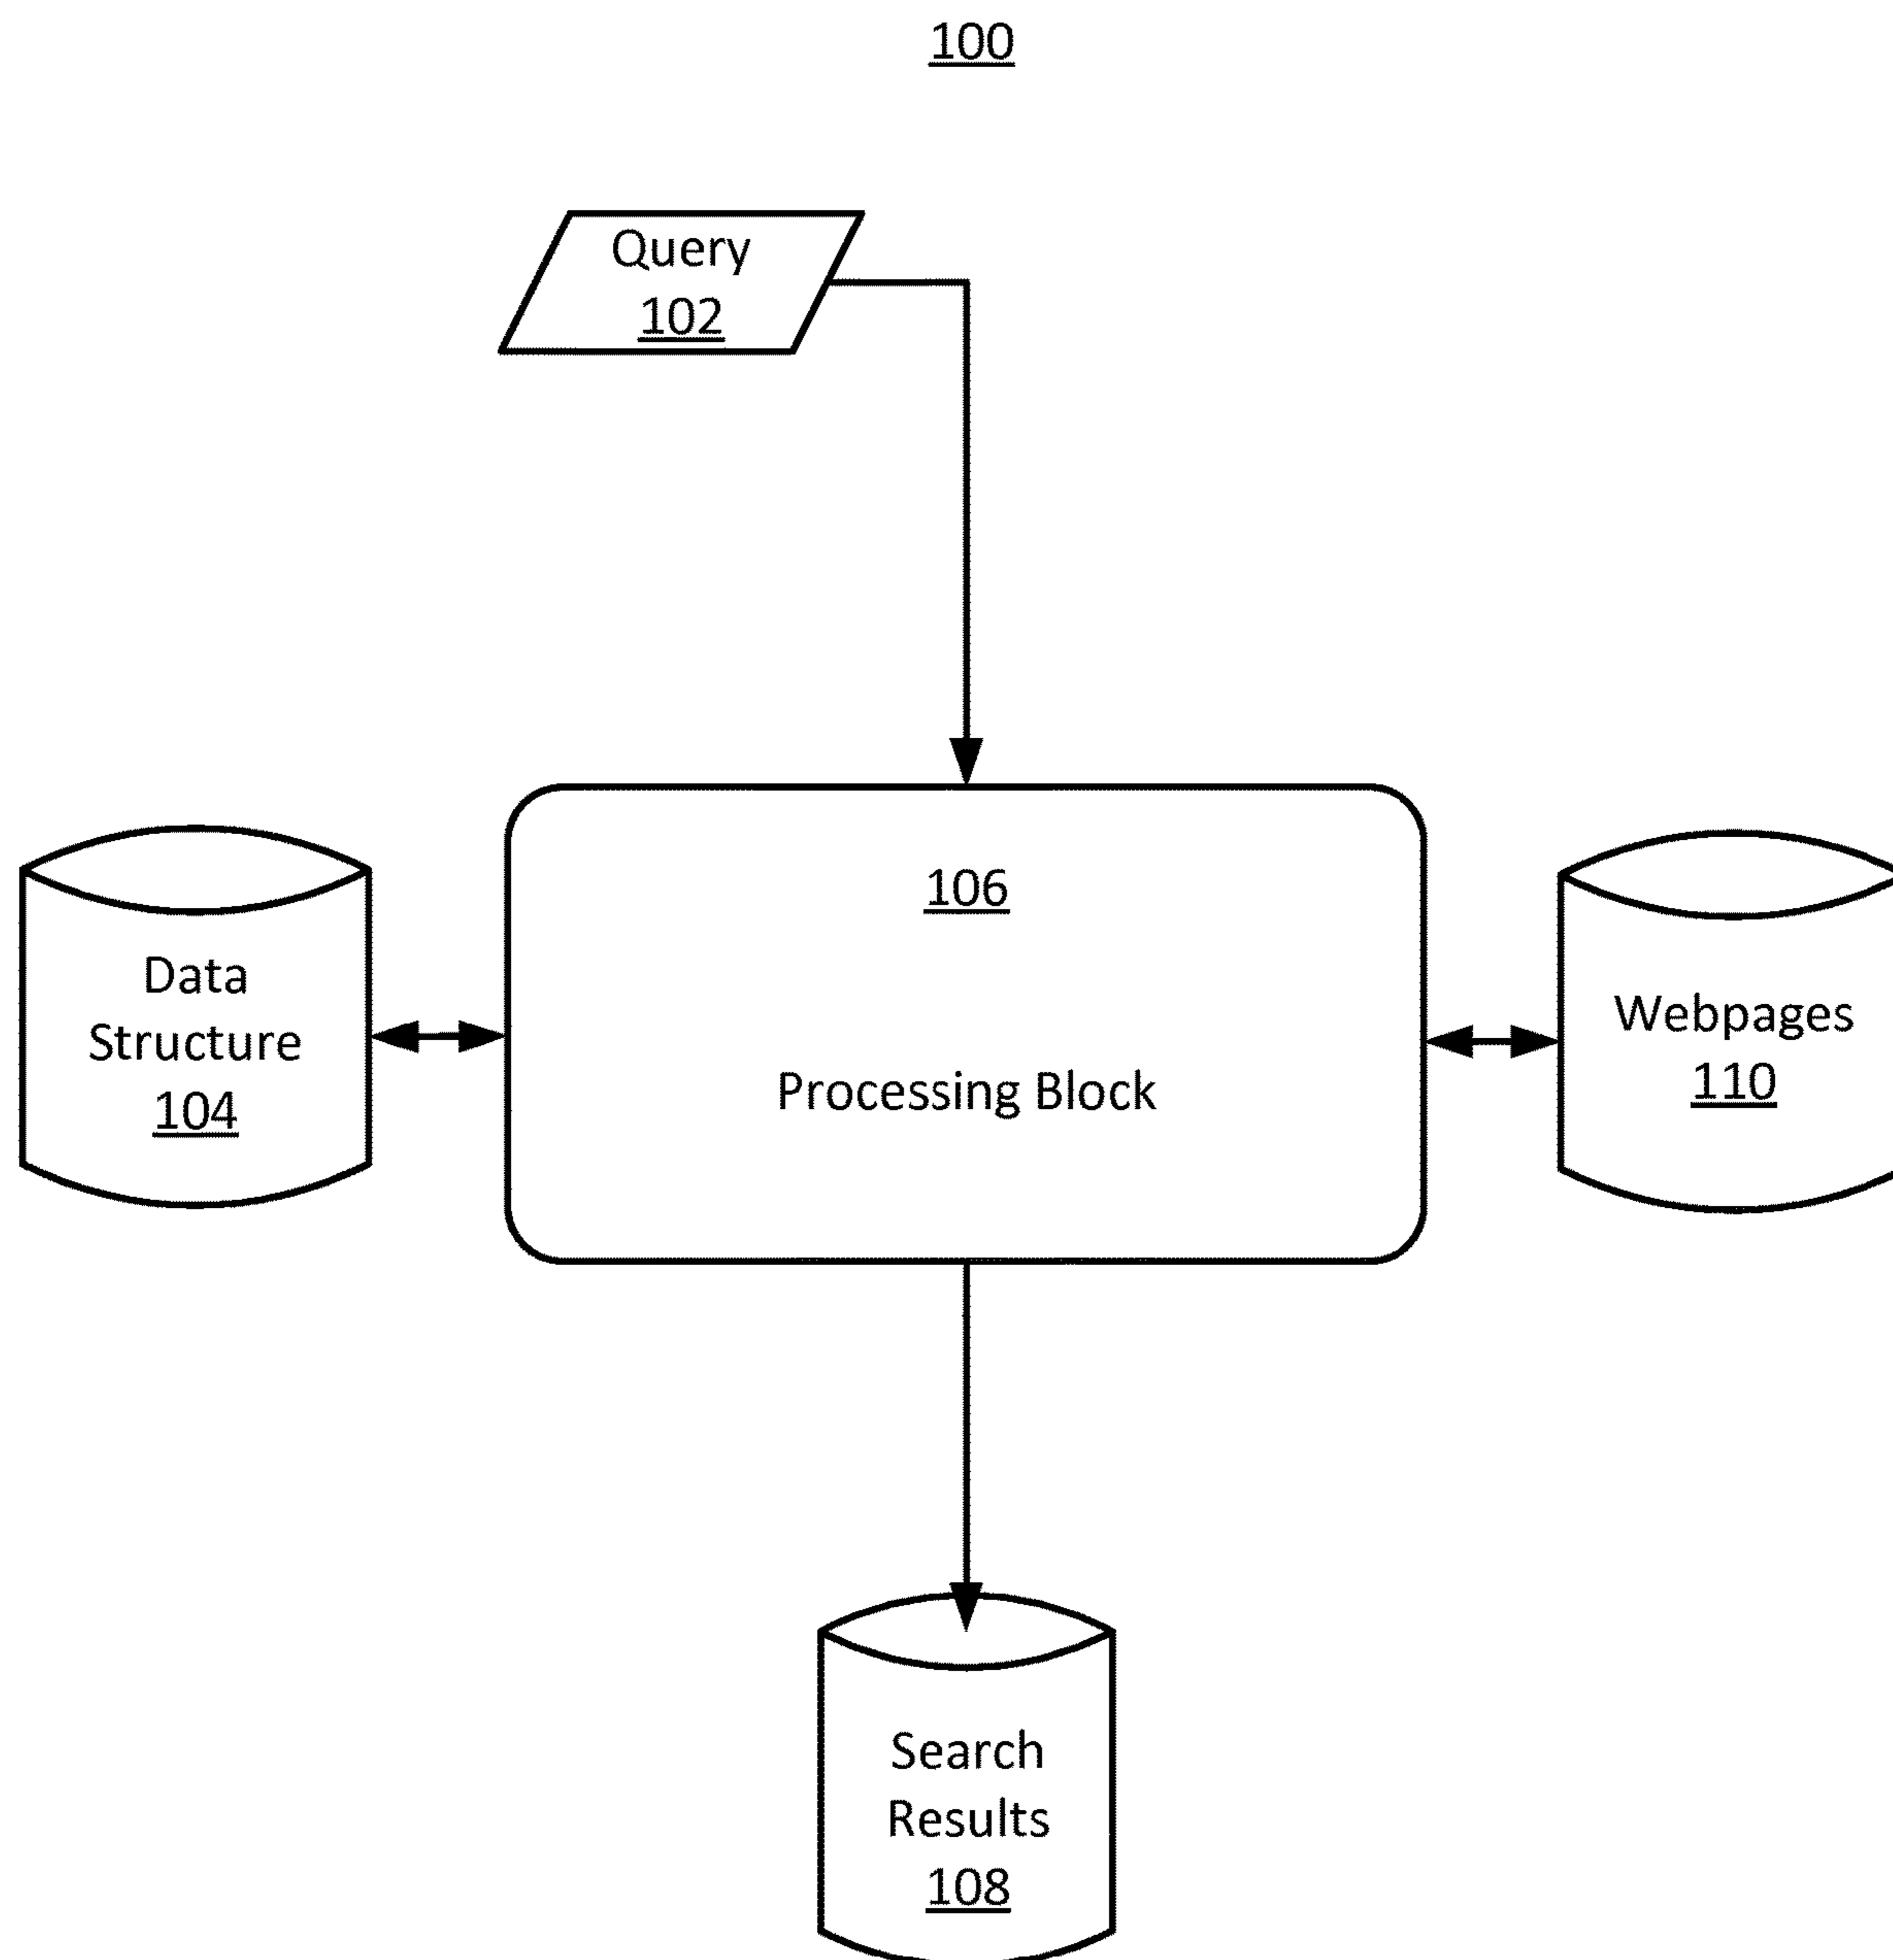 100
Query
102
106
Processing Block
Data
Structure
104
Webpages
110
Search
Results
108